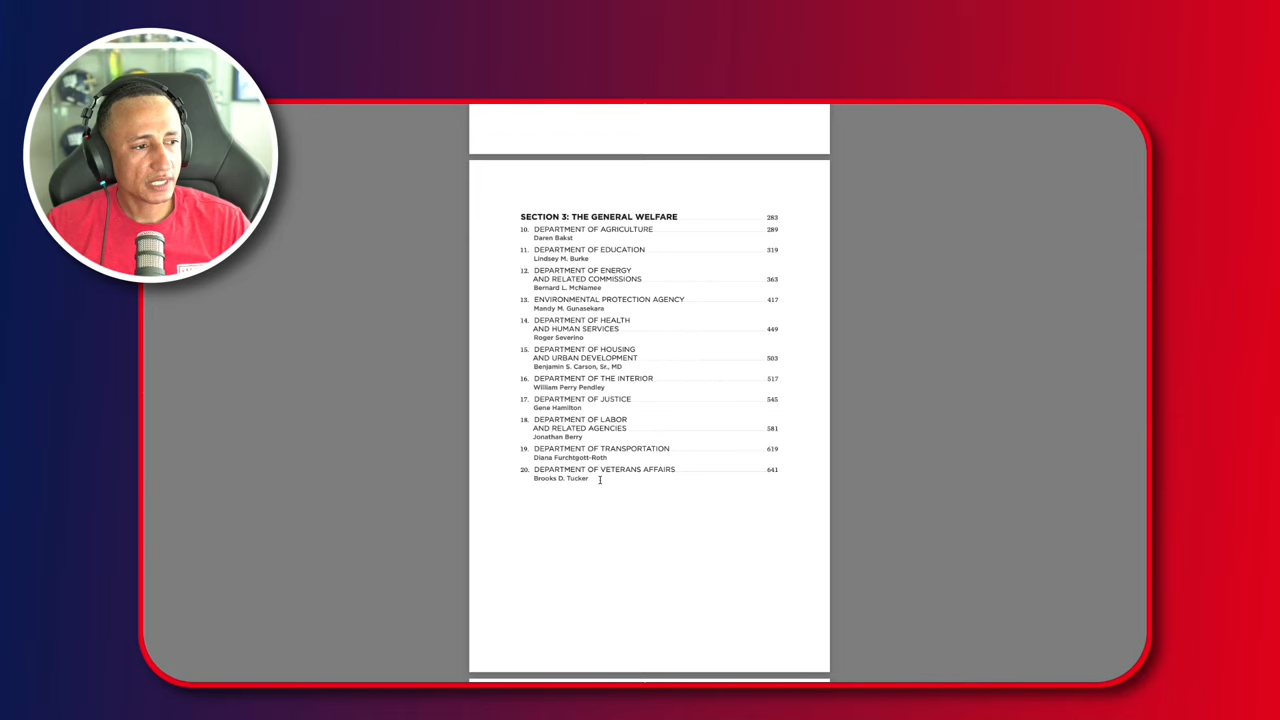 SECTION 3: THE GENERAL WELFARE 283
10. DEPARTMENT OF AGRICULTURE 289
Daren Bakst
11. DEPARTMENT OF EDUCATION 319
Lindsey M. Burke
12. DEPARTMENT OF ENERGY
AND RELATED COMMISSIONS 363
Bernard L. McNamee
13. ENVIRONMENTAL PROTECTION AGENCY 417
Mandy M. Gunasekara
14. DEPARTMENT OF HEALTH
AND HUMAN SERVICES 449
Roger Severino
15. DEPARTMENT OF HOUSING
AND URBAN DEVELOPMENT 503
Benjamin S. Carson, Sr., MD
16. DEPARTMENT OF THE INTERIOR 517
William Perry Pendley
17. DEPARTMENT OF JUSTICE 545
Gene Hamilton
18. DEPARTMENT OF LABOR
AND RELATED AGENCIES 581
Jonathan Berry
19. DEPARTMENT OF TRANSPORTATION 619
Diana Furchtgott-Roth
20. DEPARTMENT OF VETERANS AFFAIRS 641
Brooks D. Tucker